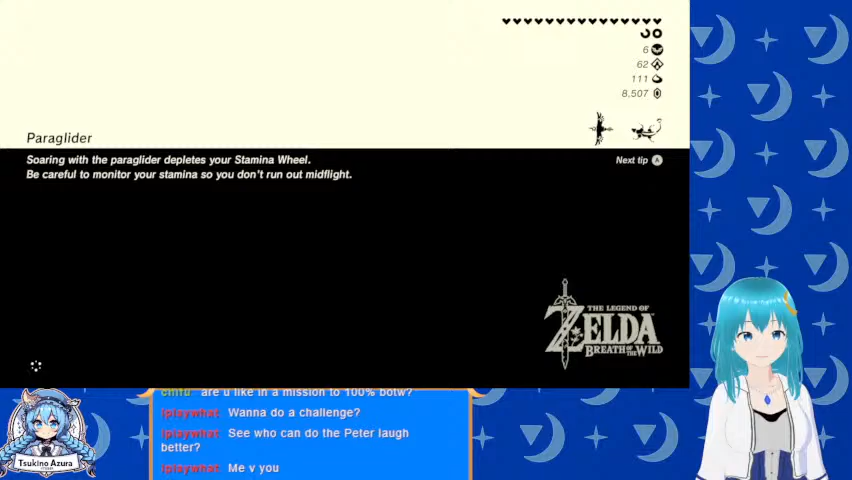 6
62
111
8,507
Paraglider
Soaring with the paraglider depletes your Stamina Wheel.
Be careful to monitor your stamina so you don't run out midflight.
Next tip A
THE LEGEND OF
ZELDA
BREATH OF THE WILD
are u like in a mission to 100% botw?
iplaywhat Wanna do a challenge?
iplaywhat See who can do the Peter laugh
better?
iplaywhat Me v you
Tsukino Azura